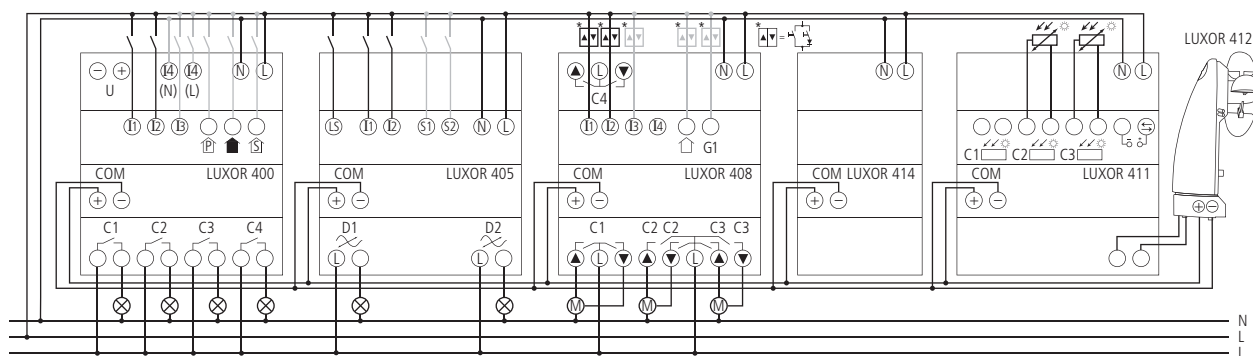 LUXOR 412
* * * * * * * =
− + I4 I4 N L
U (N) (L)
I1 I2 I3
P S
COM LUXOR 400
+ −
C1 C2 C3 C4
LS I1 I2 S1 S2 N L
COM LUXOR 405
+ −
D1 D2
L L
N L
L
C4
I1 I2 I3 I4
G1
COM LUXOR 408
+ −
C1 C2 C2 C3 C3
L L
M M M
N L
COM LUXOR 414
+ −
N L
C1 C2 C3
COM LUXOR 411
+ −
+ −
N
L
L